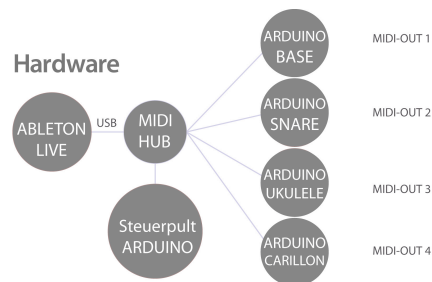 Hardware
ABLETON
LIVE
USB
MIDI
HUB
Steuerpult
ARDUINO
ARDUINO
BASE
MIDI-OUT 1
ARDUINO
SNARE
MIDI-OUT 2
ARDUINO
UKULELE
MIDI-OUT 3
ARDUINO
CARILLON
MIDI-OUT 4